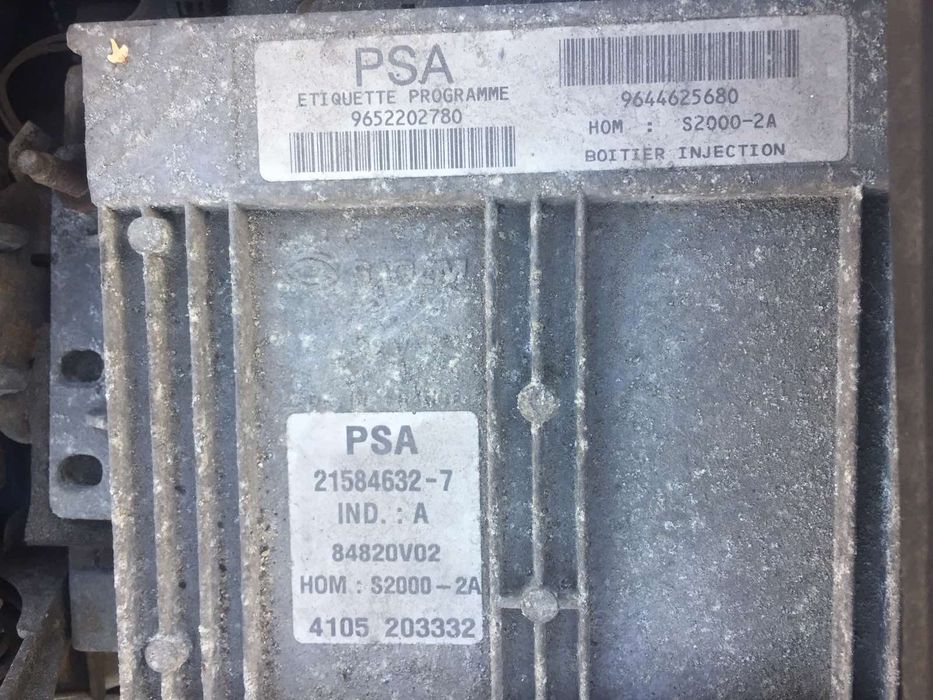 PSA
ETIQUETTE PROGRAMME
9652202780
9644625680
HOM : S2000-2A
BOITIER INJECTION
PSA
21584632-7
IND. : A
84820V02
HOM : S2000-2A
4105 203332